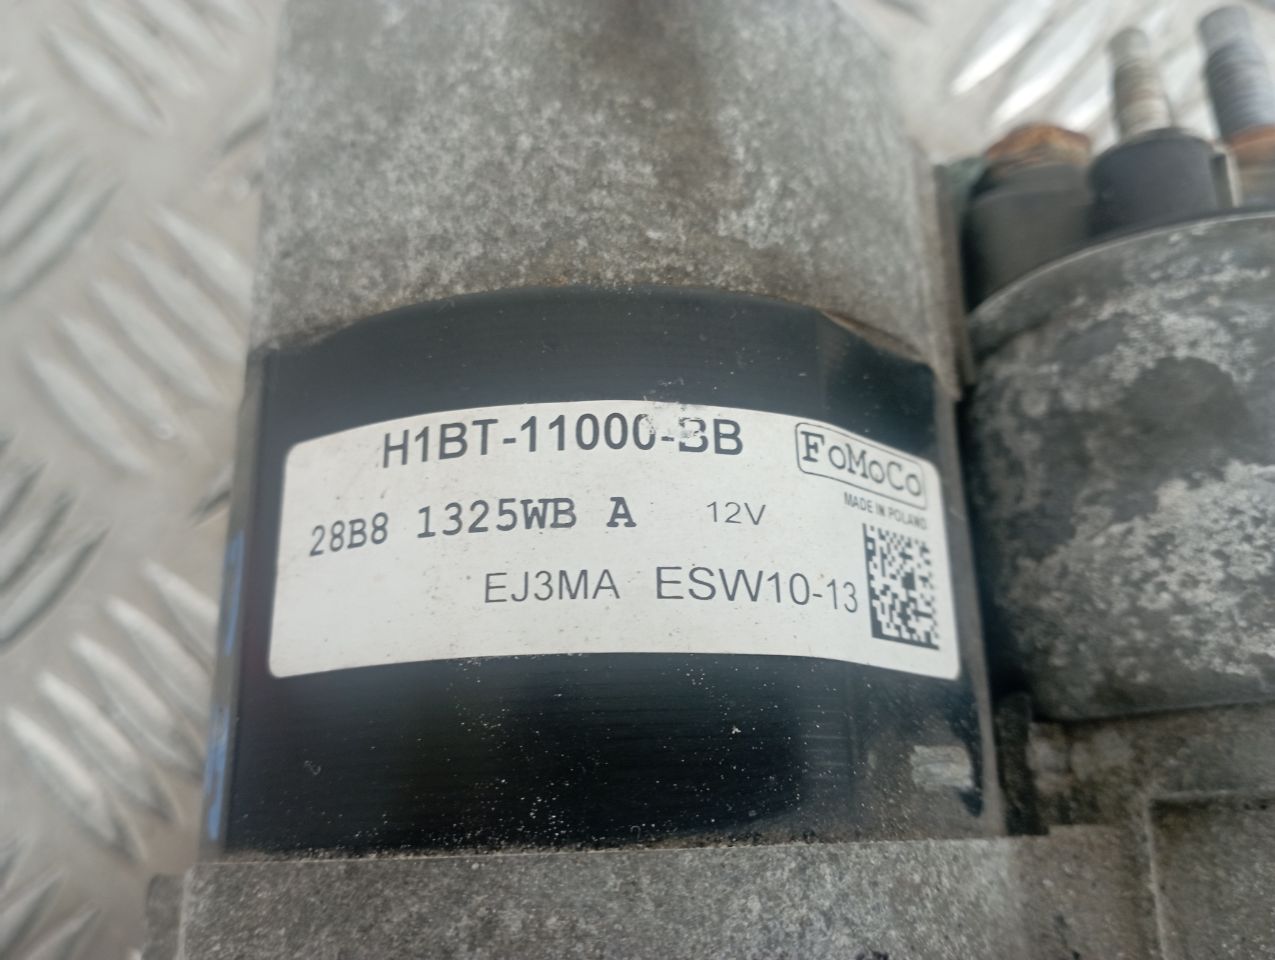 H1BT-11000-BB
FoMoCo
MADE IN POLAND
28B8 1325WB A 12V
EJ3MA ESW10-13